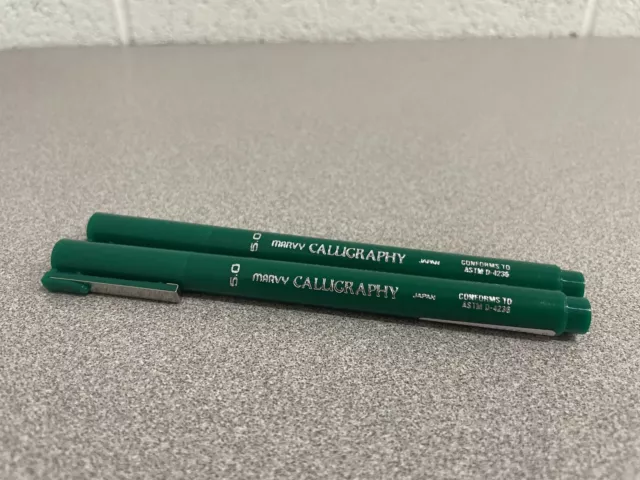 5.0 marvy CALLIGRAPHY JAPAN CONFORMS TO
ASTM D-4236
5.0 marvy CALLIGRAPHY JAPAN CONFORMS TO
ASTM D-4236